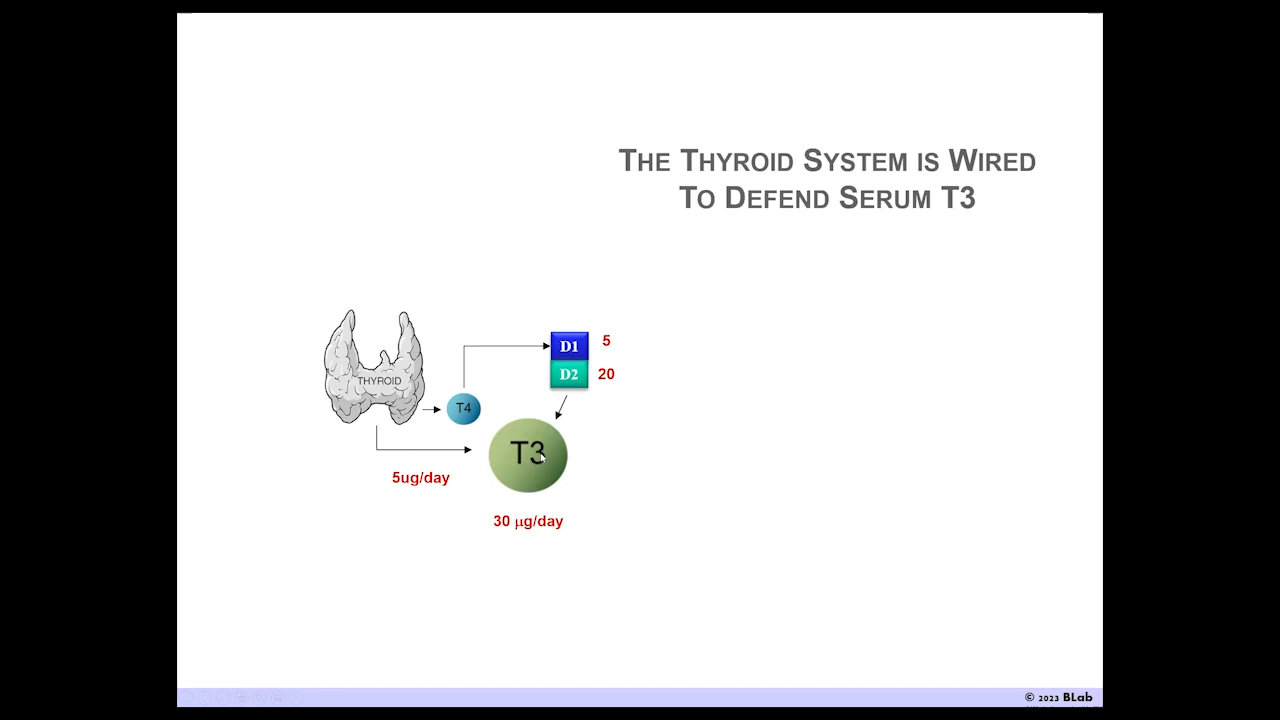 THE THYROID SYSTEM IS WIRED
TO DEFEND SERUM T3
THYROID
T4
D1
5
D2
20
T3
5ug/day
30 μg/day
© 2023 BLab